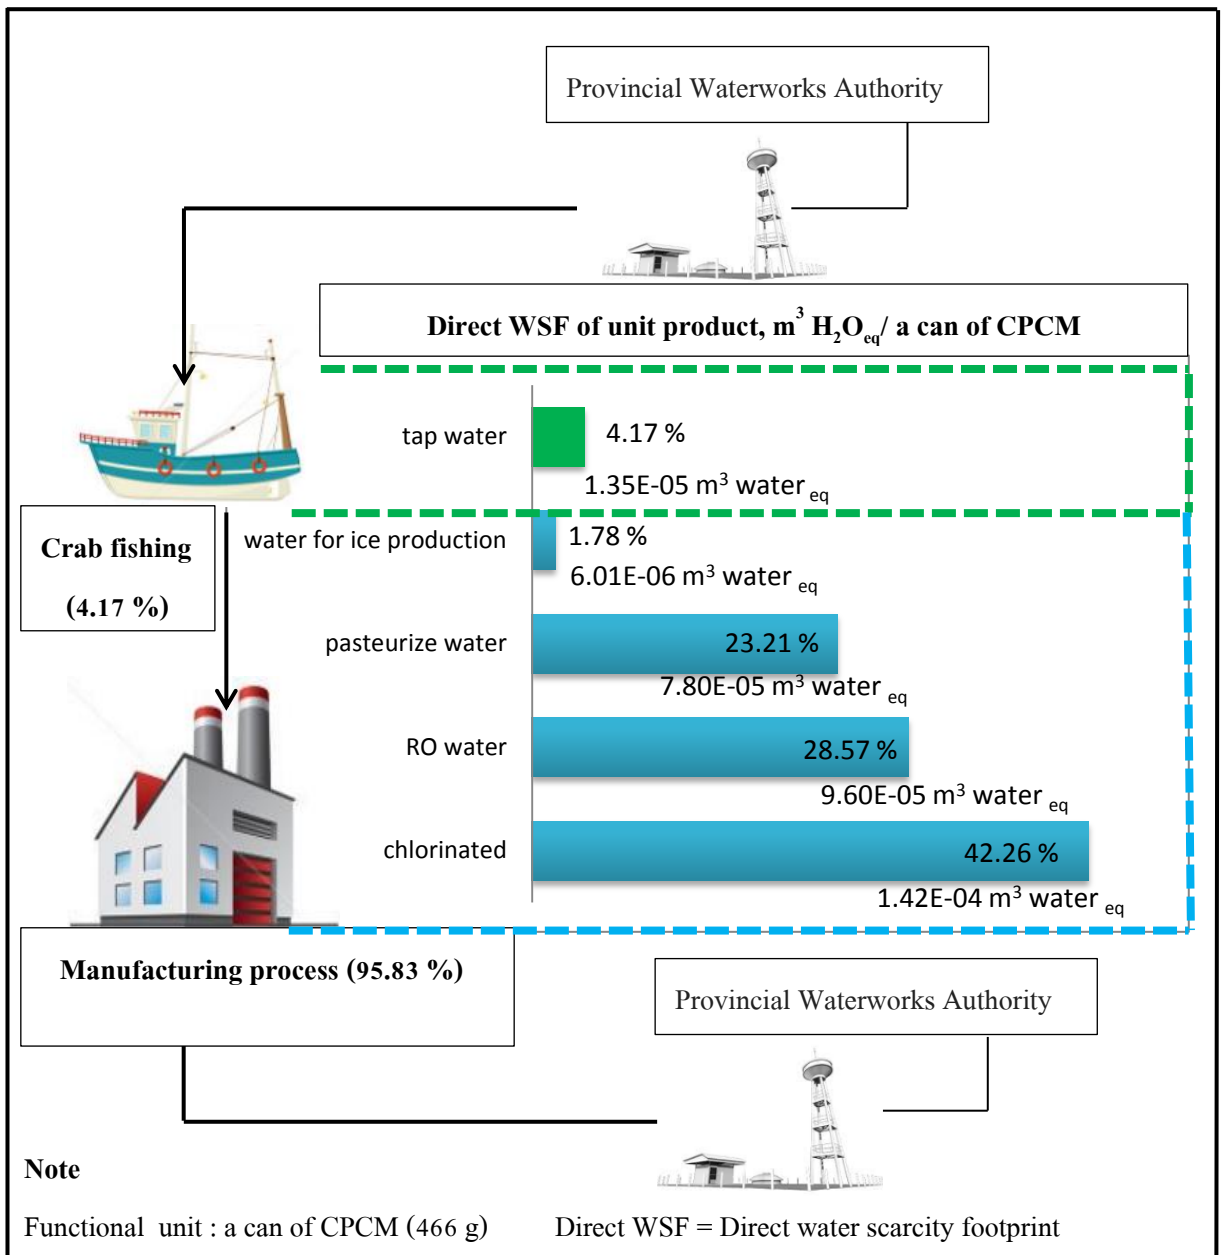 Provincial Waterworks Authority
Direct WSF of unit product, m³ H₂O_eq/ a can of CPCM
tap water
4.17 %
1.35E-05 m³ water eq
Crab fishing
(4.17 %)
water for ice production
1.78 %
6.01E-06 m³ water eq
pasteurize water
23.21 %
7.80E-05 m³ water eq
RO water
28.57 %
9.60E-05 m³ water eq
chlorinated
42.26 %
1.42E-04 m³ water eq
Manufacturing process (95.83 %)
Provincial Waterworks Authority
Note
Functional unit : a can of CPCM (466 g) Direct WSF = Direct water scarcity footprint